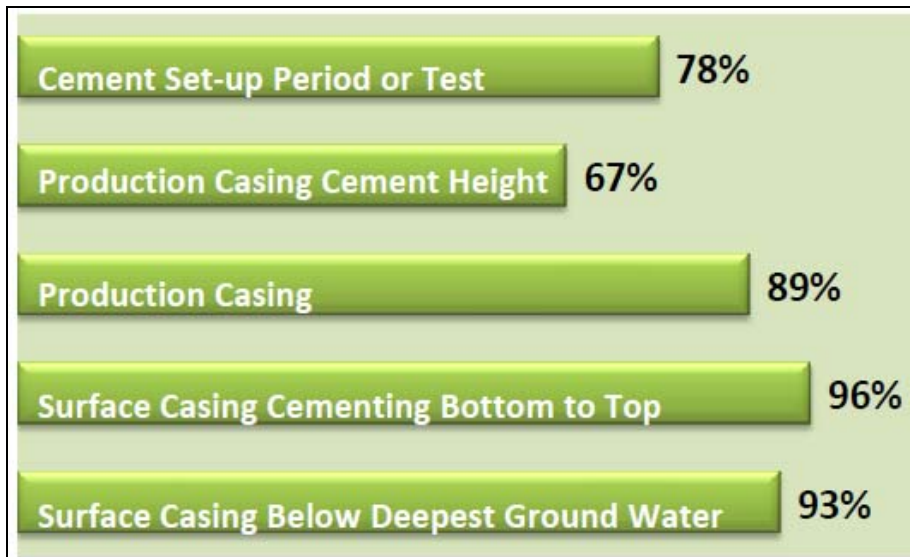 Cement Set-up Period or Test 78%
Production Casing Cement Height 67%
Production Casing 89%
Surface Casing Cementing Bottom to Top 96%
Surface Casing Below Deepest Ground Water 93%